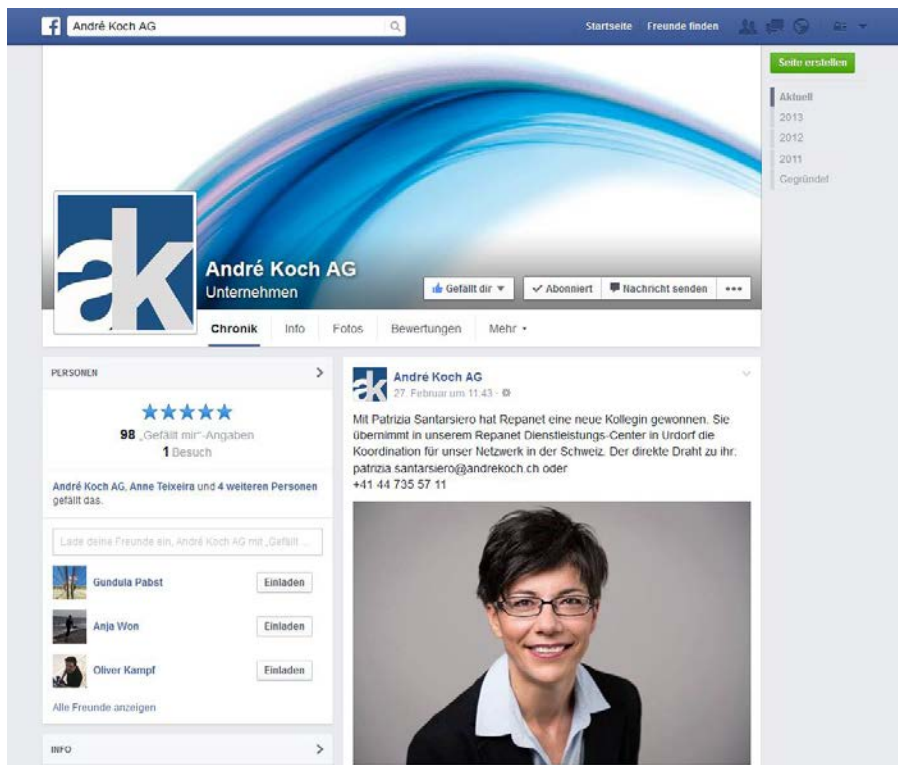 André Koch AG
Startseite Freunde finden
Seite erstellen
Aktuell
2013
2012
2011
Gegründet
ak
André Koch AG
Unternehmen
Gefällt dir
Abonniert
Nachricht senden
Chronik Info Fotos Bewertungen Mehr
PERSONEN
98 „Gefällt mir“-Angaben
1 Besuch
André Koch AG, Anne Teixeira und 4 weiteren Personen
gefällt das.
Lade deine Freunde ein, André Koch AG mit „Gefällt ...
Gundula Pabst Einladen
Anja Won Einladen
Oliver Kampf Einladen
Alle Freunde anzeigen
INFO
ak
André Koch AG
27. Februar um 11:43 ·
Mit Patrizia Santarsiero hat Repanet eine neue Kollegin gewonnen. Sie
übernimmt in unserem Repanet Dienstleistungs-Center in Urdorf die
Koordination für unser Netzwerk in der Schweiz. Der direkte Draht zu ihr:
patrizia.santarsiero@andrekoch.ch oder
+41 44 735 57 11